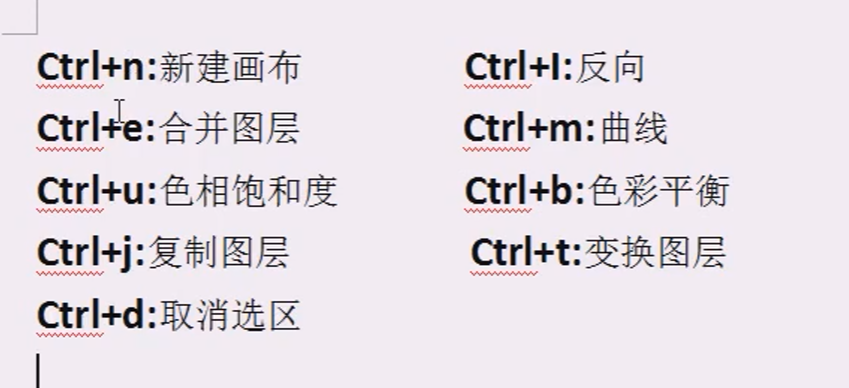 Ctrl+n:新建画布 Ctrl+I:反向
Ctrl+e:合并图层 Ctrl+m:曲线
Ctrl+u:色相饱和度 Ctrl+b:色彩平衡
Ctrl+j:复制图层 Ctrl+t:变换图层
Ctrl+d:取消选区